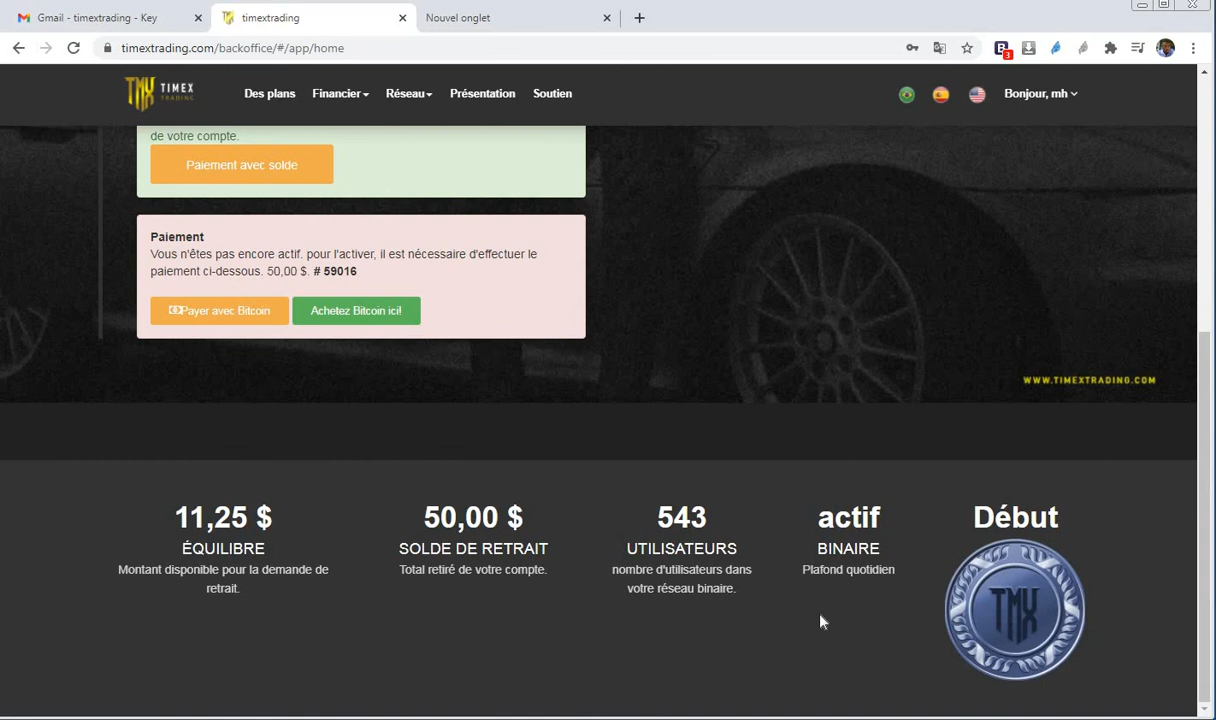 Gmail - timextrading - Key
timextrading
Nouvel onglet
timextrading.com/backoffice/#/app/home
3
TMX TIMEX TRADING
Des plans
Financier
Réseau
Présentation
Soutien
Bonjour, mh
de votre compte.
Paiement avec solde
Paiement
Vous n'êtes pas encore actif. pour l'activer, il est nécessaire d'effectuer le
paiement ci-dessous. 50,00 $. # 59016
Payer avec Bitcoin
Achetez Bitcoin ici!
WWW.TIMEXTRADING.COM
11,25 $
ÉQUILIBRE
Montant disponible pour la demande de
retrait.
50,00 $
SOLDE DE RETRAIT
Total retiré de votre compte.
543
UTILISATEURS
nombre d'utilisateurs dans
votre réseau binaire.
actif
BINAIRE
Plafond quotidien
Début
TMX